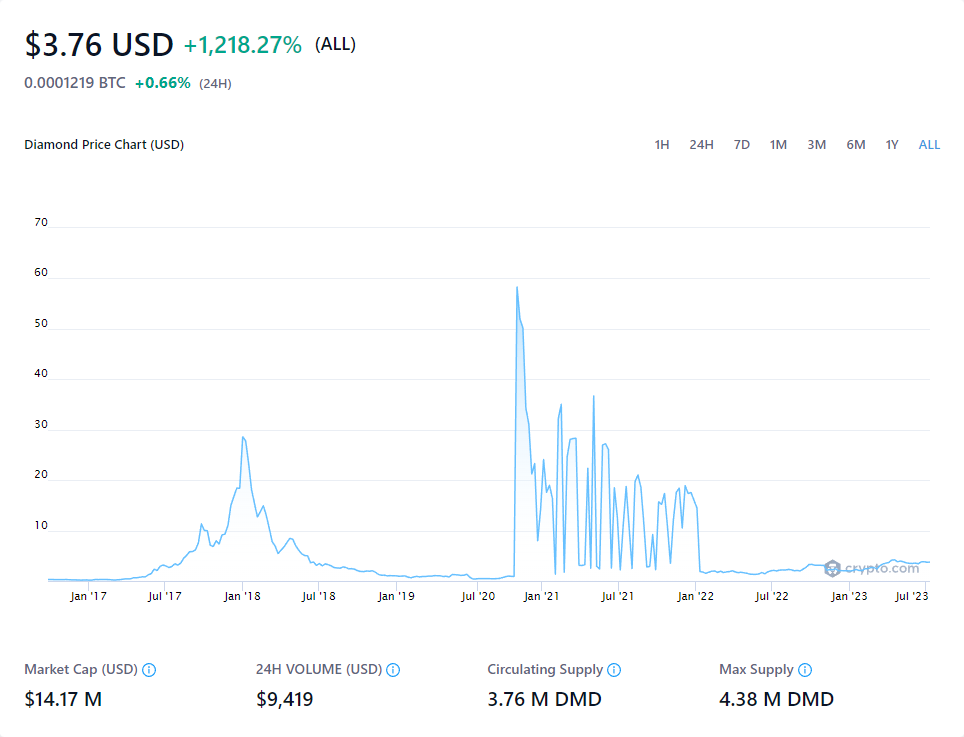 $3.76 USD +1,218.27% (ALL)
0.0001219 BTC +0.66% (24H)
Diamond Price Chart (USD) 1H 24H 7D 1M 3M 6M 1Y ALL
70
60
50
40
30
20
10
crypto.com
Jan '17 Jul '17 Jan '18 Jul '18 Jan '19 Jul '20 Jan '21 Jul '21 Jan '22 Jul '22 Jan '23 Jul '23
Market Cap (USD) 24H VOLUME (USD) Circulating Supply Max Supply
$14.17 M $9,419 3.76 M DMD 4.38 M DMD